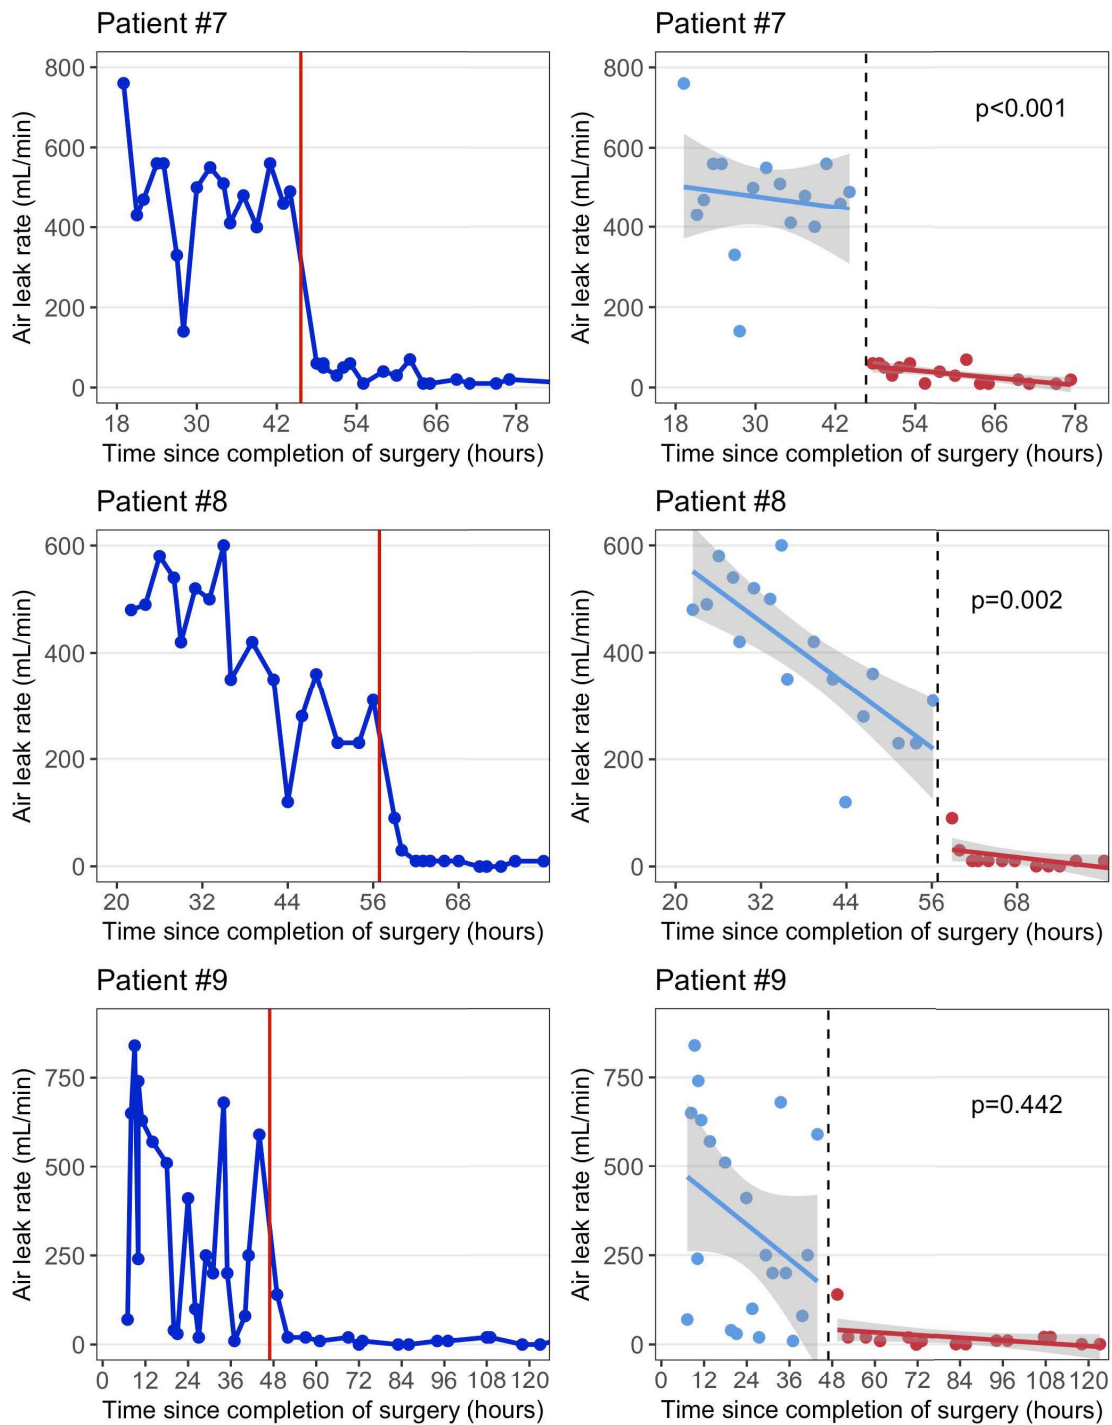 Patient #7
Air leak rate (mL/min)
800
600
400
200
0
18 30 42 54 66 78
Time since completion of surgery (hours)
Patient #7
Air leak rate (mL/min)
800
600
400
200
0
p<0.001
18 30 42 54 66 78
Time since completion of surgery (hours)
Patient #8
Air leak rate (mL/min)
600
400
200
0
20 32 44 56 68
Time since completion of surgery (hours)
Patient #8
Air leak rate (mL/min)
600
400
200
0
p=0.002
20 32 44 56 68
Time since completion of surgery (hours)
Patient #9
Air leak rate (mL/min)
750
500
250
0
0 12 24 36 48 60 72 84 96 108 120
Time since completion of surgery (hours)
Patient #9
Air leak rate (mL/min)
750
500
250
0
p=0.442
0 12 24 36 48 60 72 84 96 108 120
Time since completion of surgery (hours)